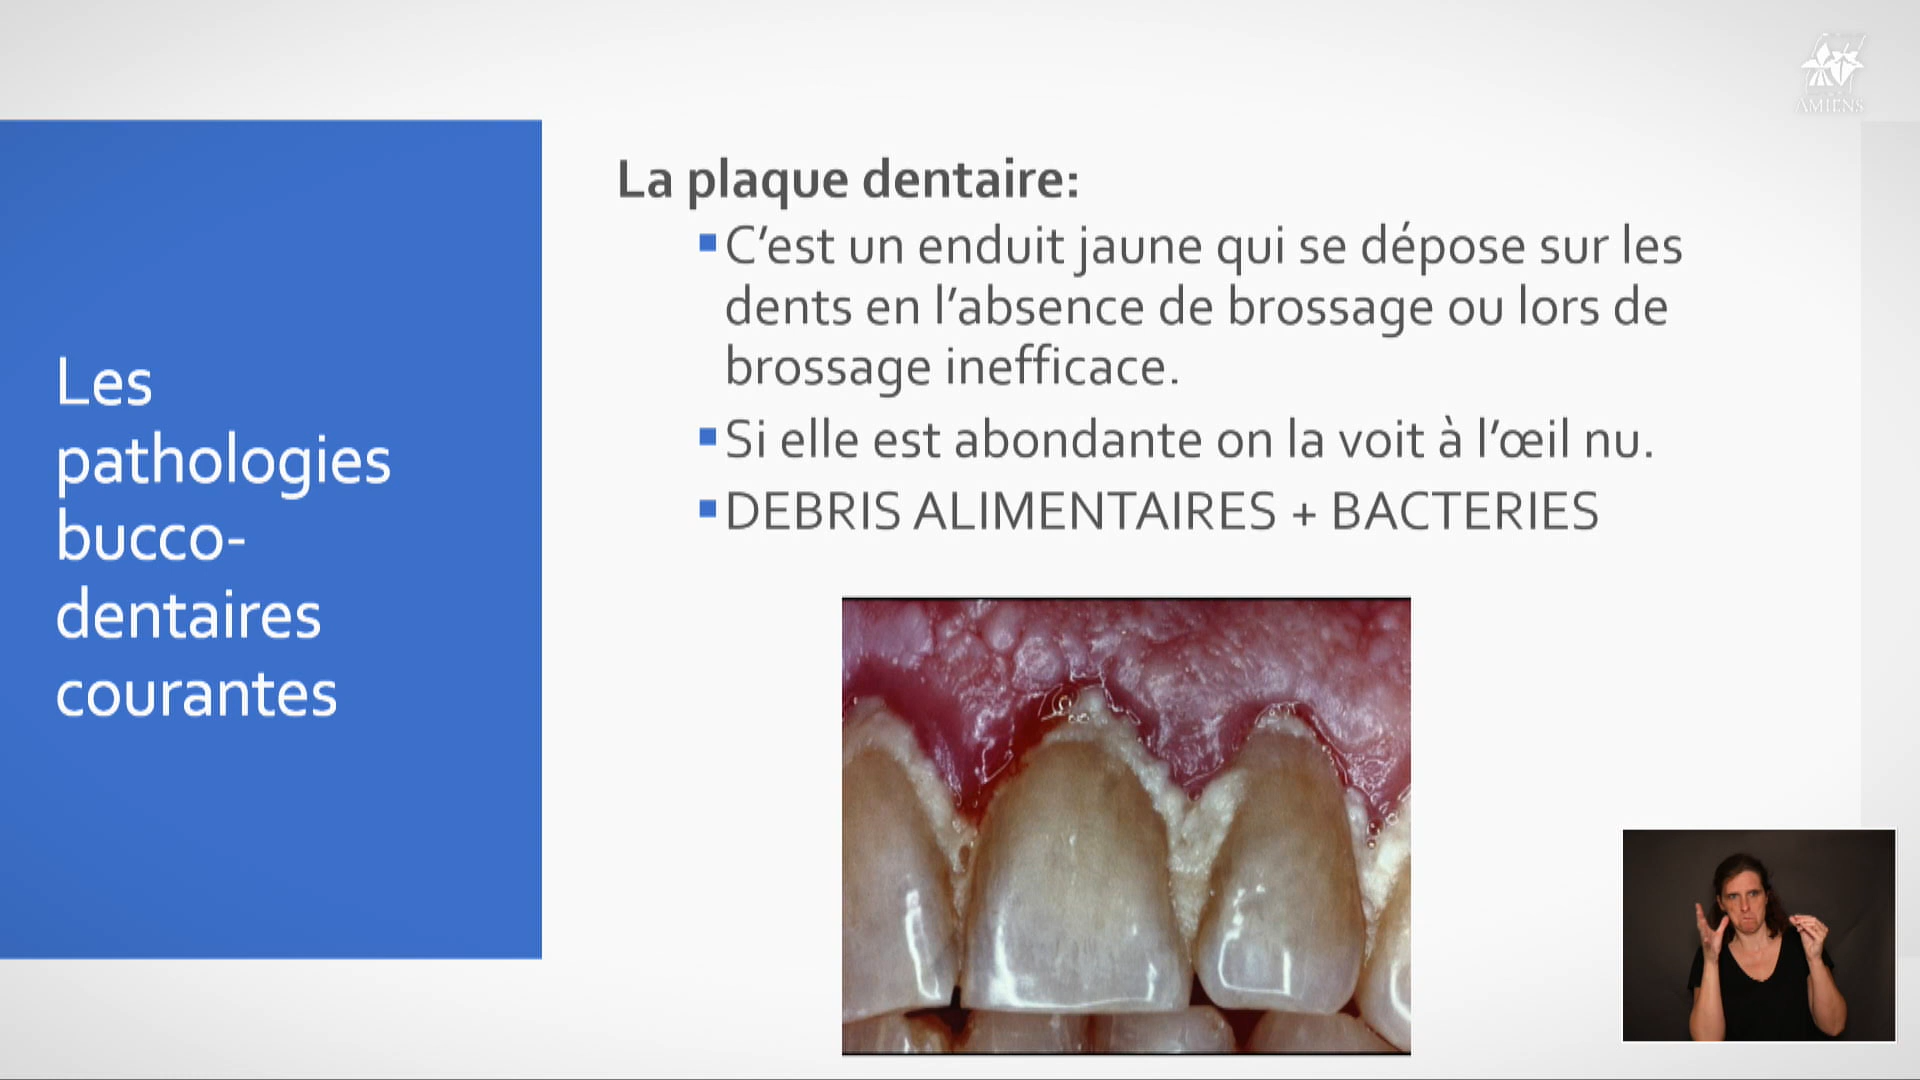 AMIENS
Les
pathologies
bucco-
dentaires
courantes
La plaque dentaire:
C’est un enduit jaune qui se dépose sur les
dents en l’absence de brossage ou lors de
brossage inefficace.
Si elle est abondante on la voit à l’œil nu.
DEBRIS ALIMENTAIRES + BACTERIES